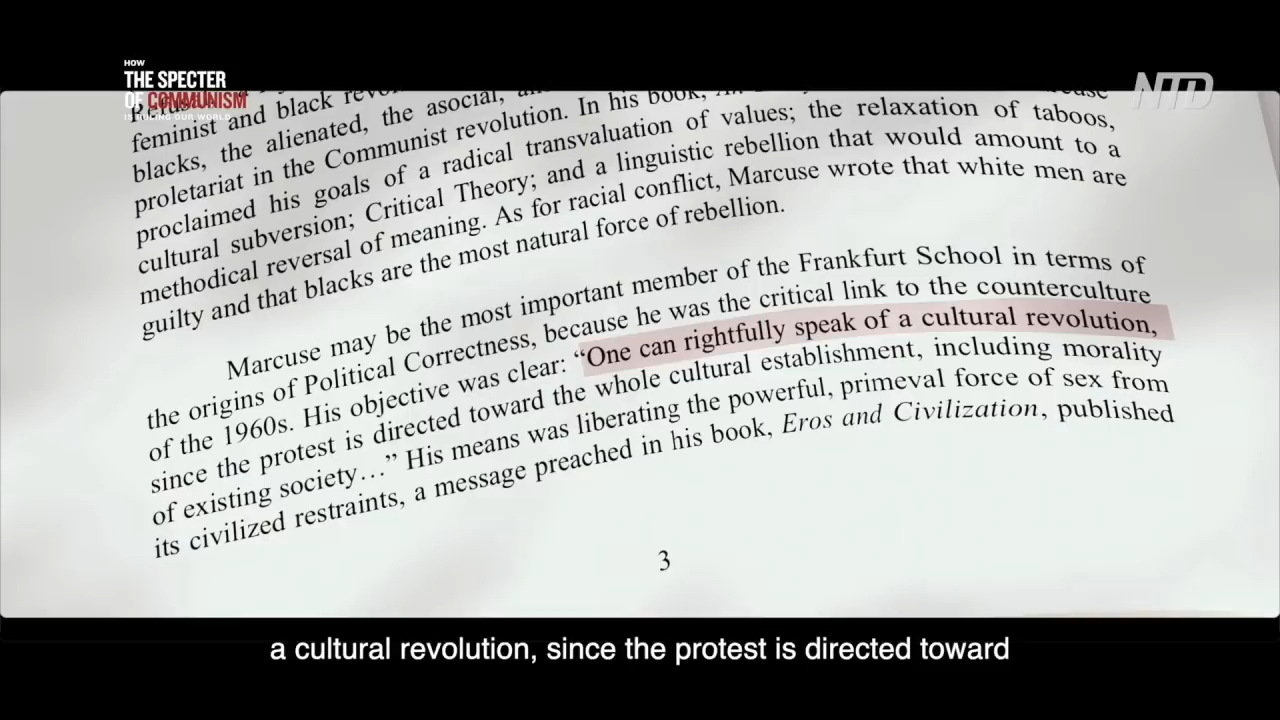 HOW
THE SPECTER
OF COMMUNISM
IS RULING OUR WORLD
NTD
feminist and black
blacks, the alienated, the asocial,
proletariat in the Communist revolution. In his book,
proclaimed his goals of a radical transvaluation of values; the relaxation of taboos,
cultural subversion; Critical Theory; and a linguistic rebellion that would amount to a
methodical reversal of meaning. As for racial conflict, Marcuse wrote that white men are
guilty and that blacks are the most natural force of rebellion.
Marcuse may be the most important member of the Frankfurt School in terms of
the origins of Political Correctness, because he was the critical link to the counterculture
of the 1960s. His objective was clear: “One can rightfully speak of a cultural revolution,
since the protest is directed toward the whole cultural establishment, including morality
of existing society…” His means was liberating the powerful, primeval force of sex from
its civilized restraints, a message preached in his book, Eros and Civilization, published
3
a cultural revolution, since the protest is directed toward